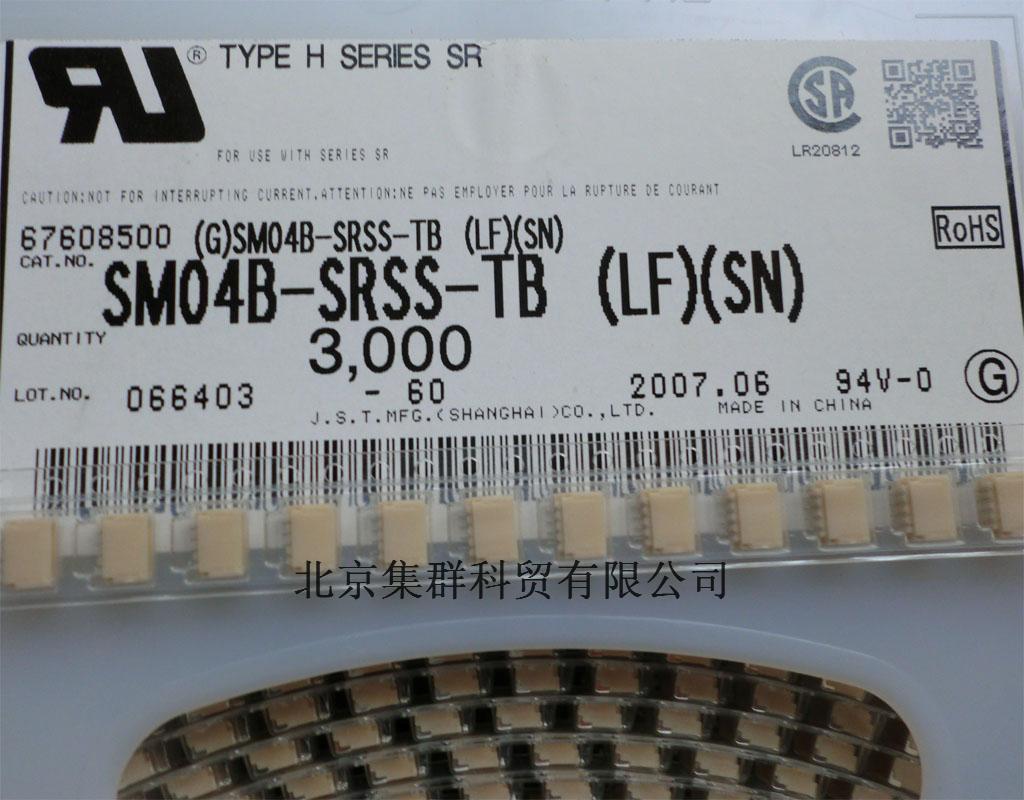 RU® TYPE H SERIES SR
FOR USE WITH SERIES SR
CSA
LR20812
CAUTION:NOT FOR INTERRUPTING CURRENT.ATTENTION:NE PAS EMPLOYER POUR LA RUPTURE DE COURANT
67608500 (G)SM04B-SRSS-TB (LF)(SN)
RoHS
CAT.NO. SM04B-SRSS-TB (LF)(SN)
QUANTITY 3,000
LOT.NO. 066403 - 60 2007.06 94V-0 G
J.S.T.MFG.(SHANGHAI)CO.,LTD. MADE IN CHINA
北京集群科贸有限公司